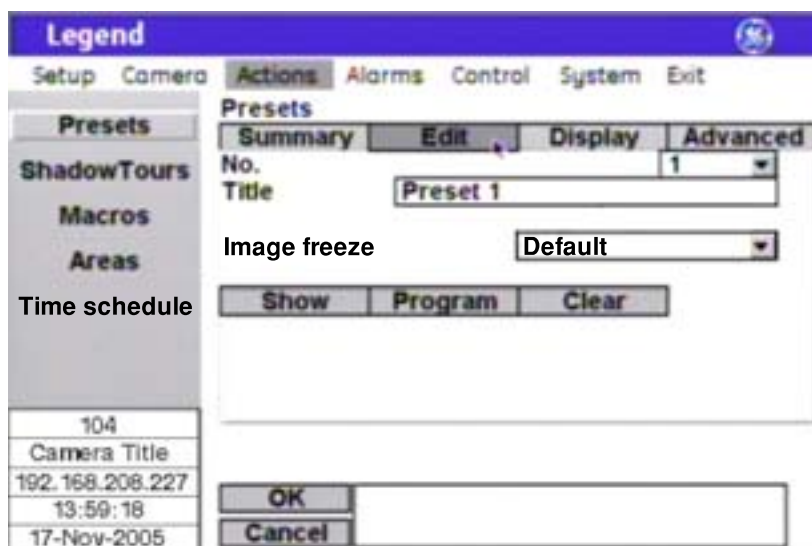 Legend
Setup Camera Actions Alarms Control System Exit
Presets
ShadowTours
Macros
Areas
Time schedule
104
Camera Title
192.168.208.227
13:59:18
17-Nov-2005
Presets
Summary Edit Display Advanced
No. 1
Title Preset 1
Image freeze Default
Show Program Clear
OK
Cancel